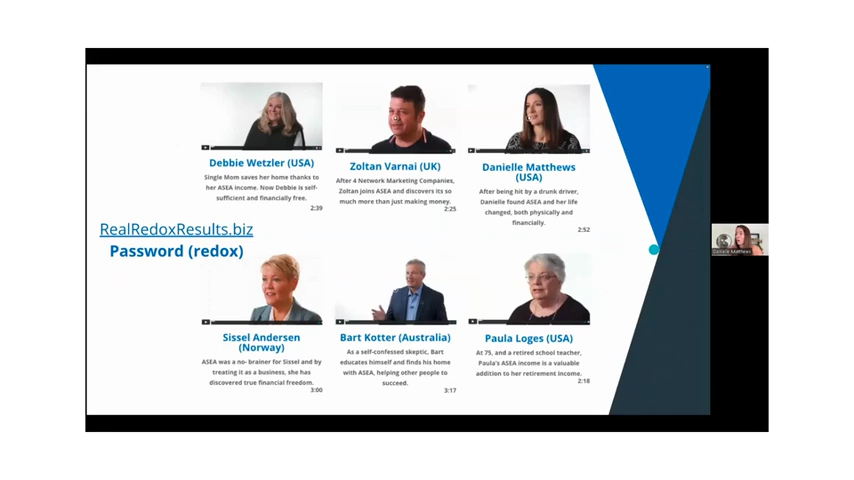 Debbie Wetzler (USA)
Single Mom saves her home thanks to
her ASEA income. Now Debbie is self-
sufficient and financially free.
2:39
Zoltan Varnai (UK)
After 4 Network Marketing Companies,
Zoltan joins ASEA and discovers its so
much more than just making money.
2:25
Danielle Matthews
(USA)
After being hit by a drunk driver,
Danielle found ASEA and her life
changed, both physically and
financially.
2:52
RealRedoxResults.biz
Password (redox)
Sissel Andersen
(Norway)
ASEA was a no- brainer for Sissel and by
treating it as a business, she has
discovered true financial freedom.
3:00
Bart Kotter (Australia)
As a self-confessed skeptic, Bart
educates himself and finds his home
with ASEA, helping other people to
succeed.
3:17
Paula Loges (USA)
At 75, and a retired school teacher,
Paula's ASEA income is a valuable
addition to her retirement income.
2:18
Danielle Matthews